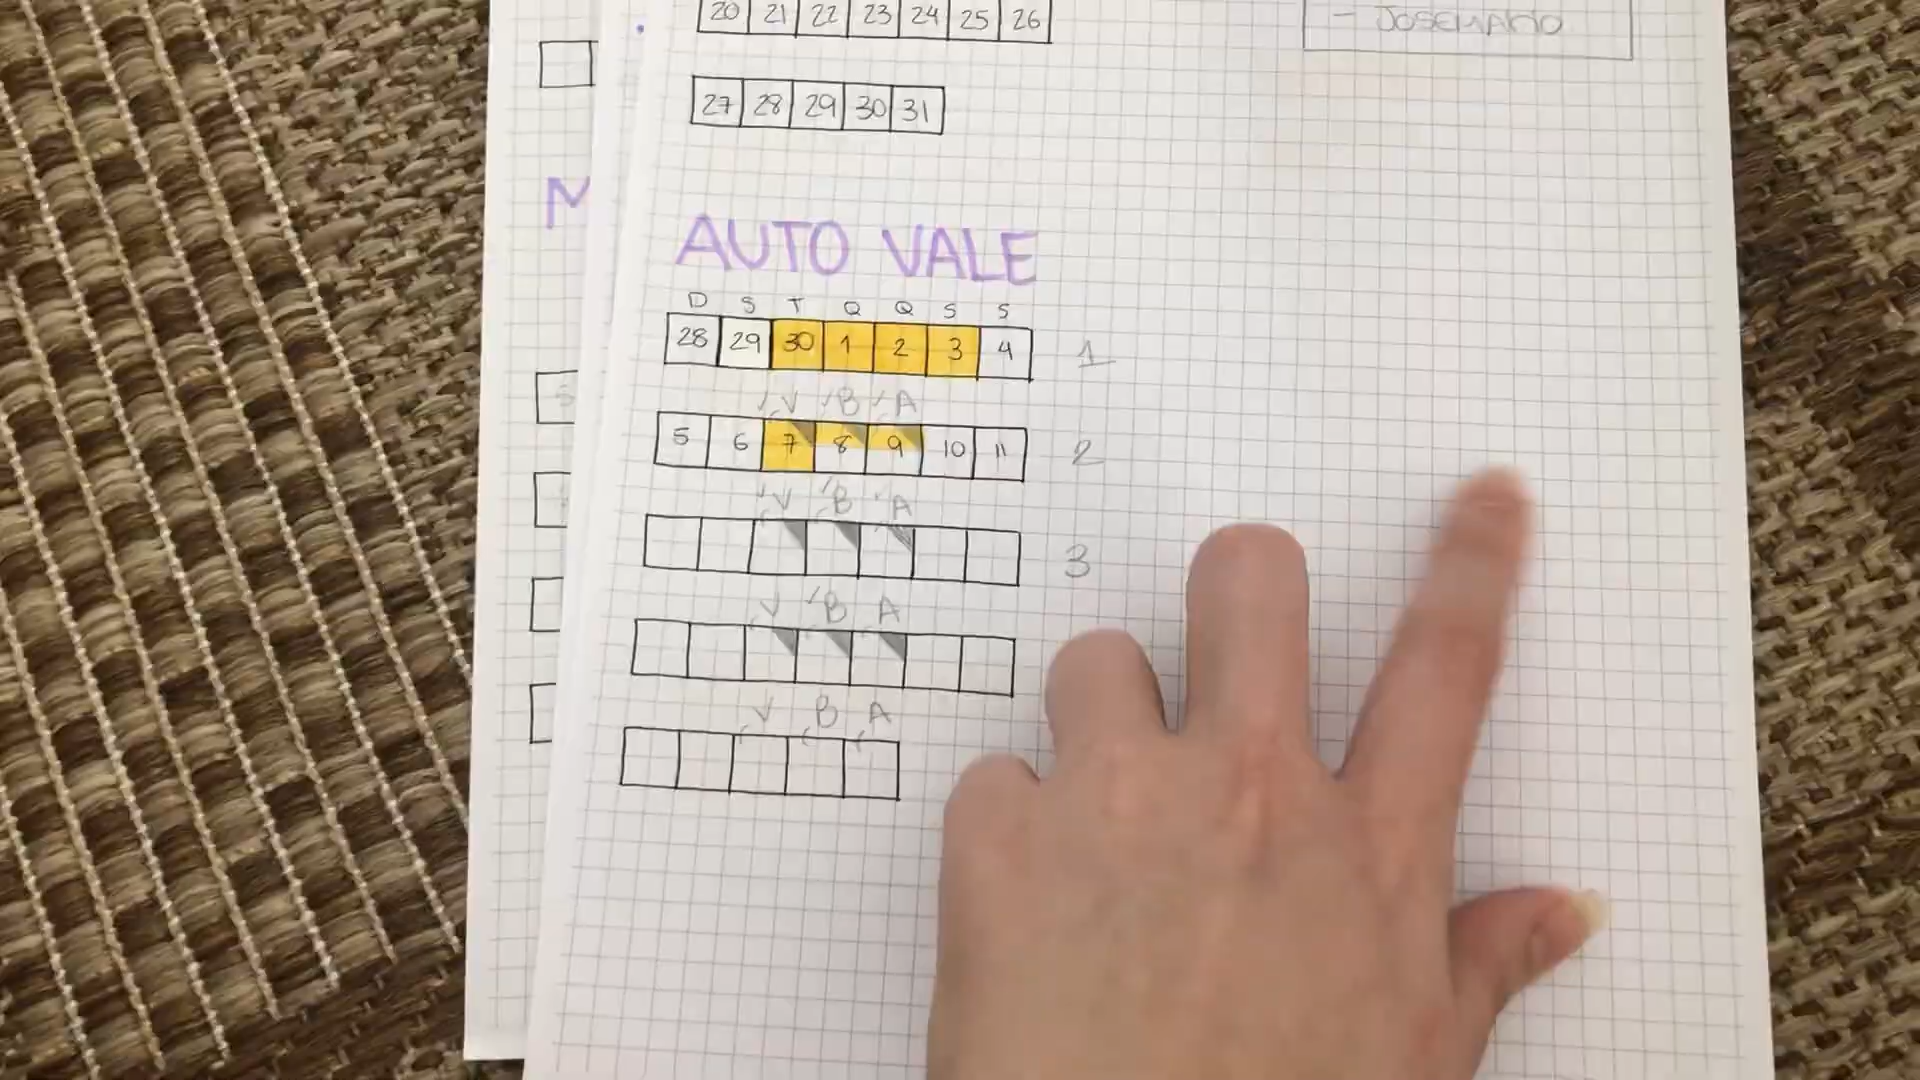 20 21 22 23 24 25 26
- JOSEMARIO
27 28 29 30 31
M
AUTO VALE
D S T Q Q S S
28 29 30 1 2 3 4 1
V B A
5 6 7 8 9 10 11 2
V B A
3
V B A
V B A